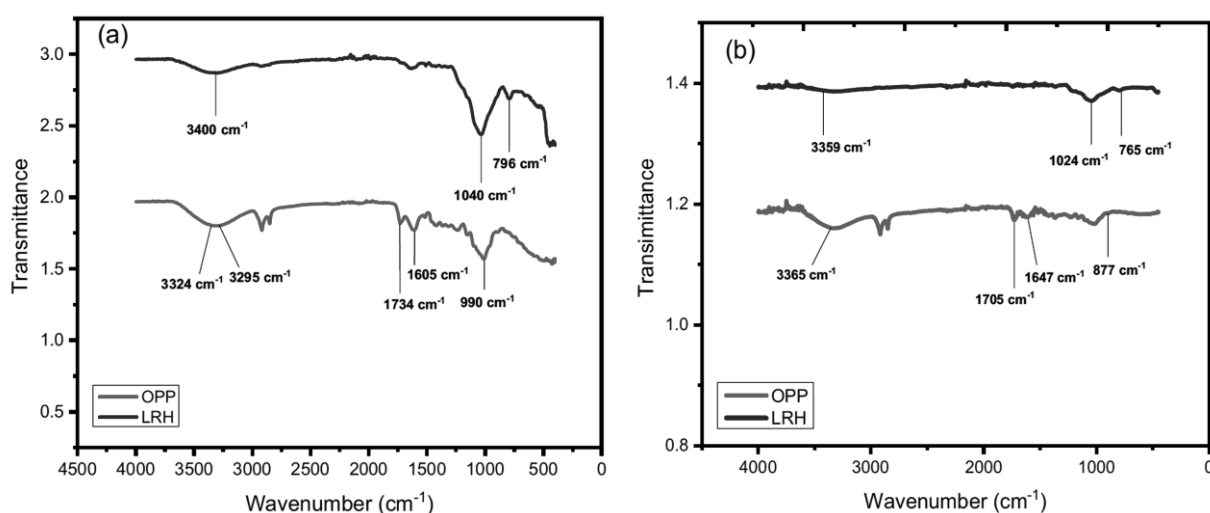 (a)
3.0
2.5
2.0
1.5
1.0
0.5
Transmittance
3400 cm⁻¹
796 cm⁻¹
1040 cm⁻¹
3324 cm⁻¹
3295 cm⁻¹
1605 cm⁻¹
1734 cm⁻¹
990 cm⁻¹
OPP
LRH
4500 4000 3500 3000 2500 2000 1500 1000 500 0
Wavenumber (cm⁻¹)
(b)
1.4
1.2
1.0
0.8
Transimittance
3359 cm⁻¹
1024 cm⁻¹
765 cm⁻¹
3365 cm⁻¹
1705 cm⁻¹
1647 cm⁻¹
877 cm⁻¹
OPP
LRH
4000 3000 2000 1000 0
Wavenumber (cm⁻¹)